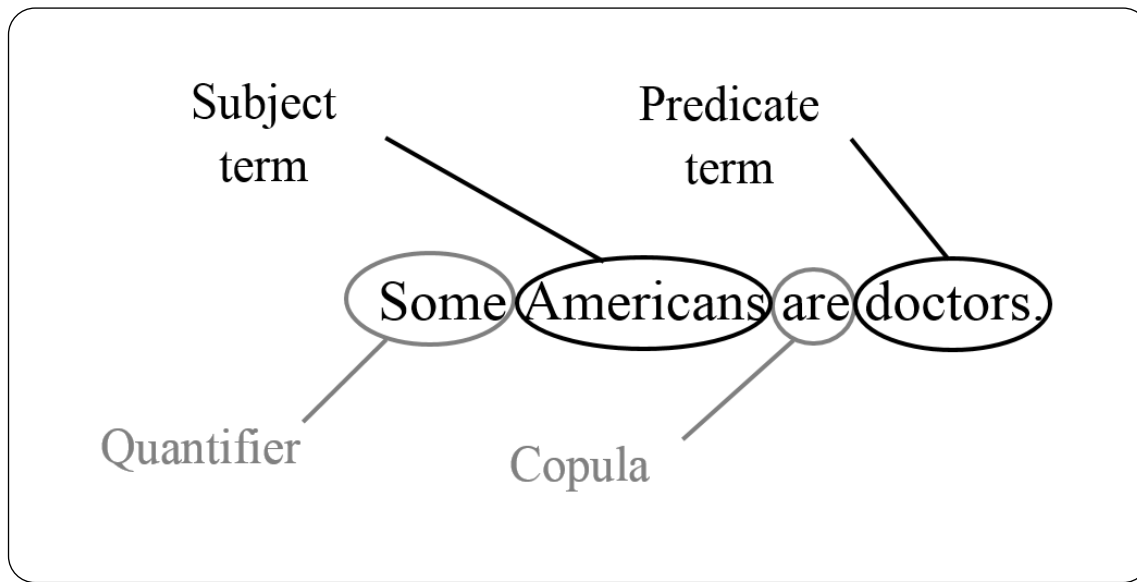 Subject
term
Predicate
term
Some Americans are doctors.
Quantifier
Copula